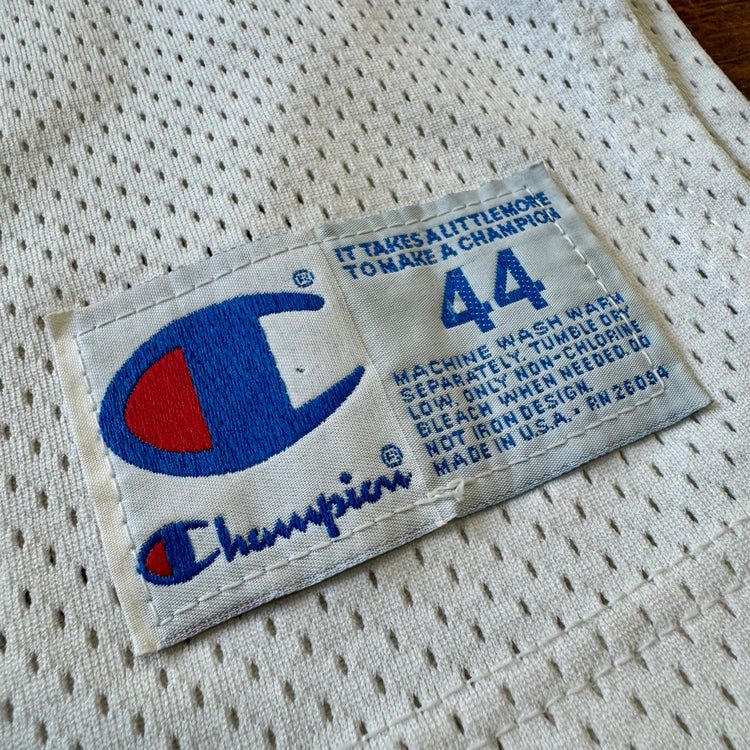 ®
Champion®
IT TAKES A LITTLE MORE
TO MAKE A CHAMPION
44
MACHINE WASH WARM
SEPARATELY. TUMBLE DRY
LOW. ONLY NON-CHLORINE
BLEACH WHEN NEEDED. DO
NOT IRON DESIGN.
MADE IN U.S.A. • RN 26094